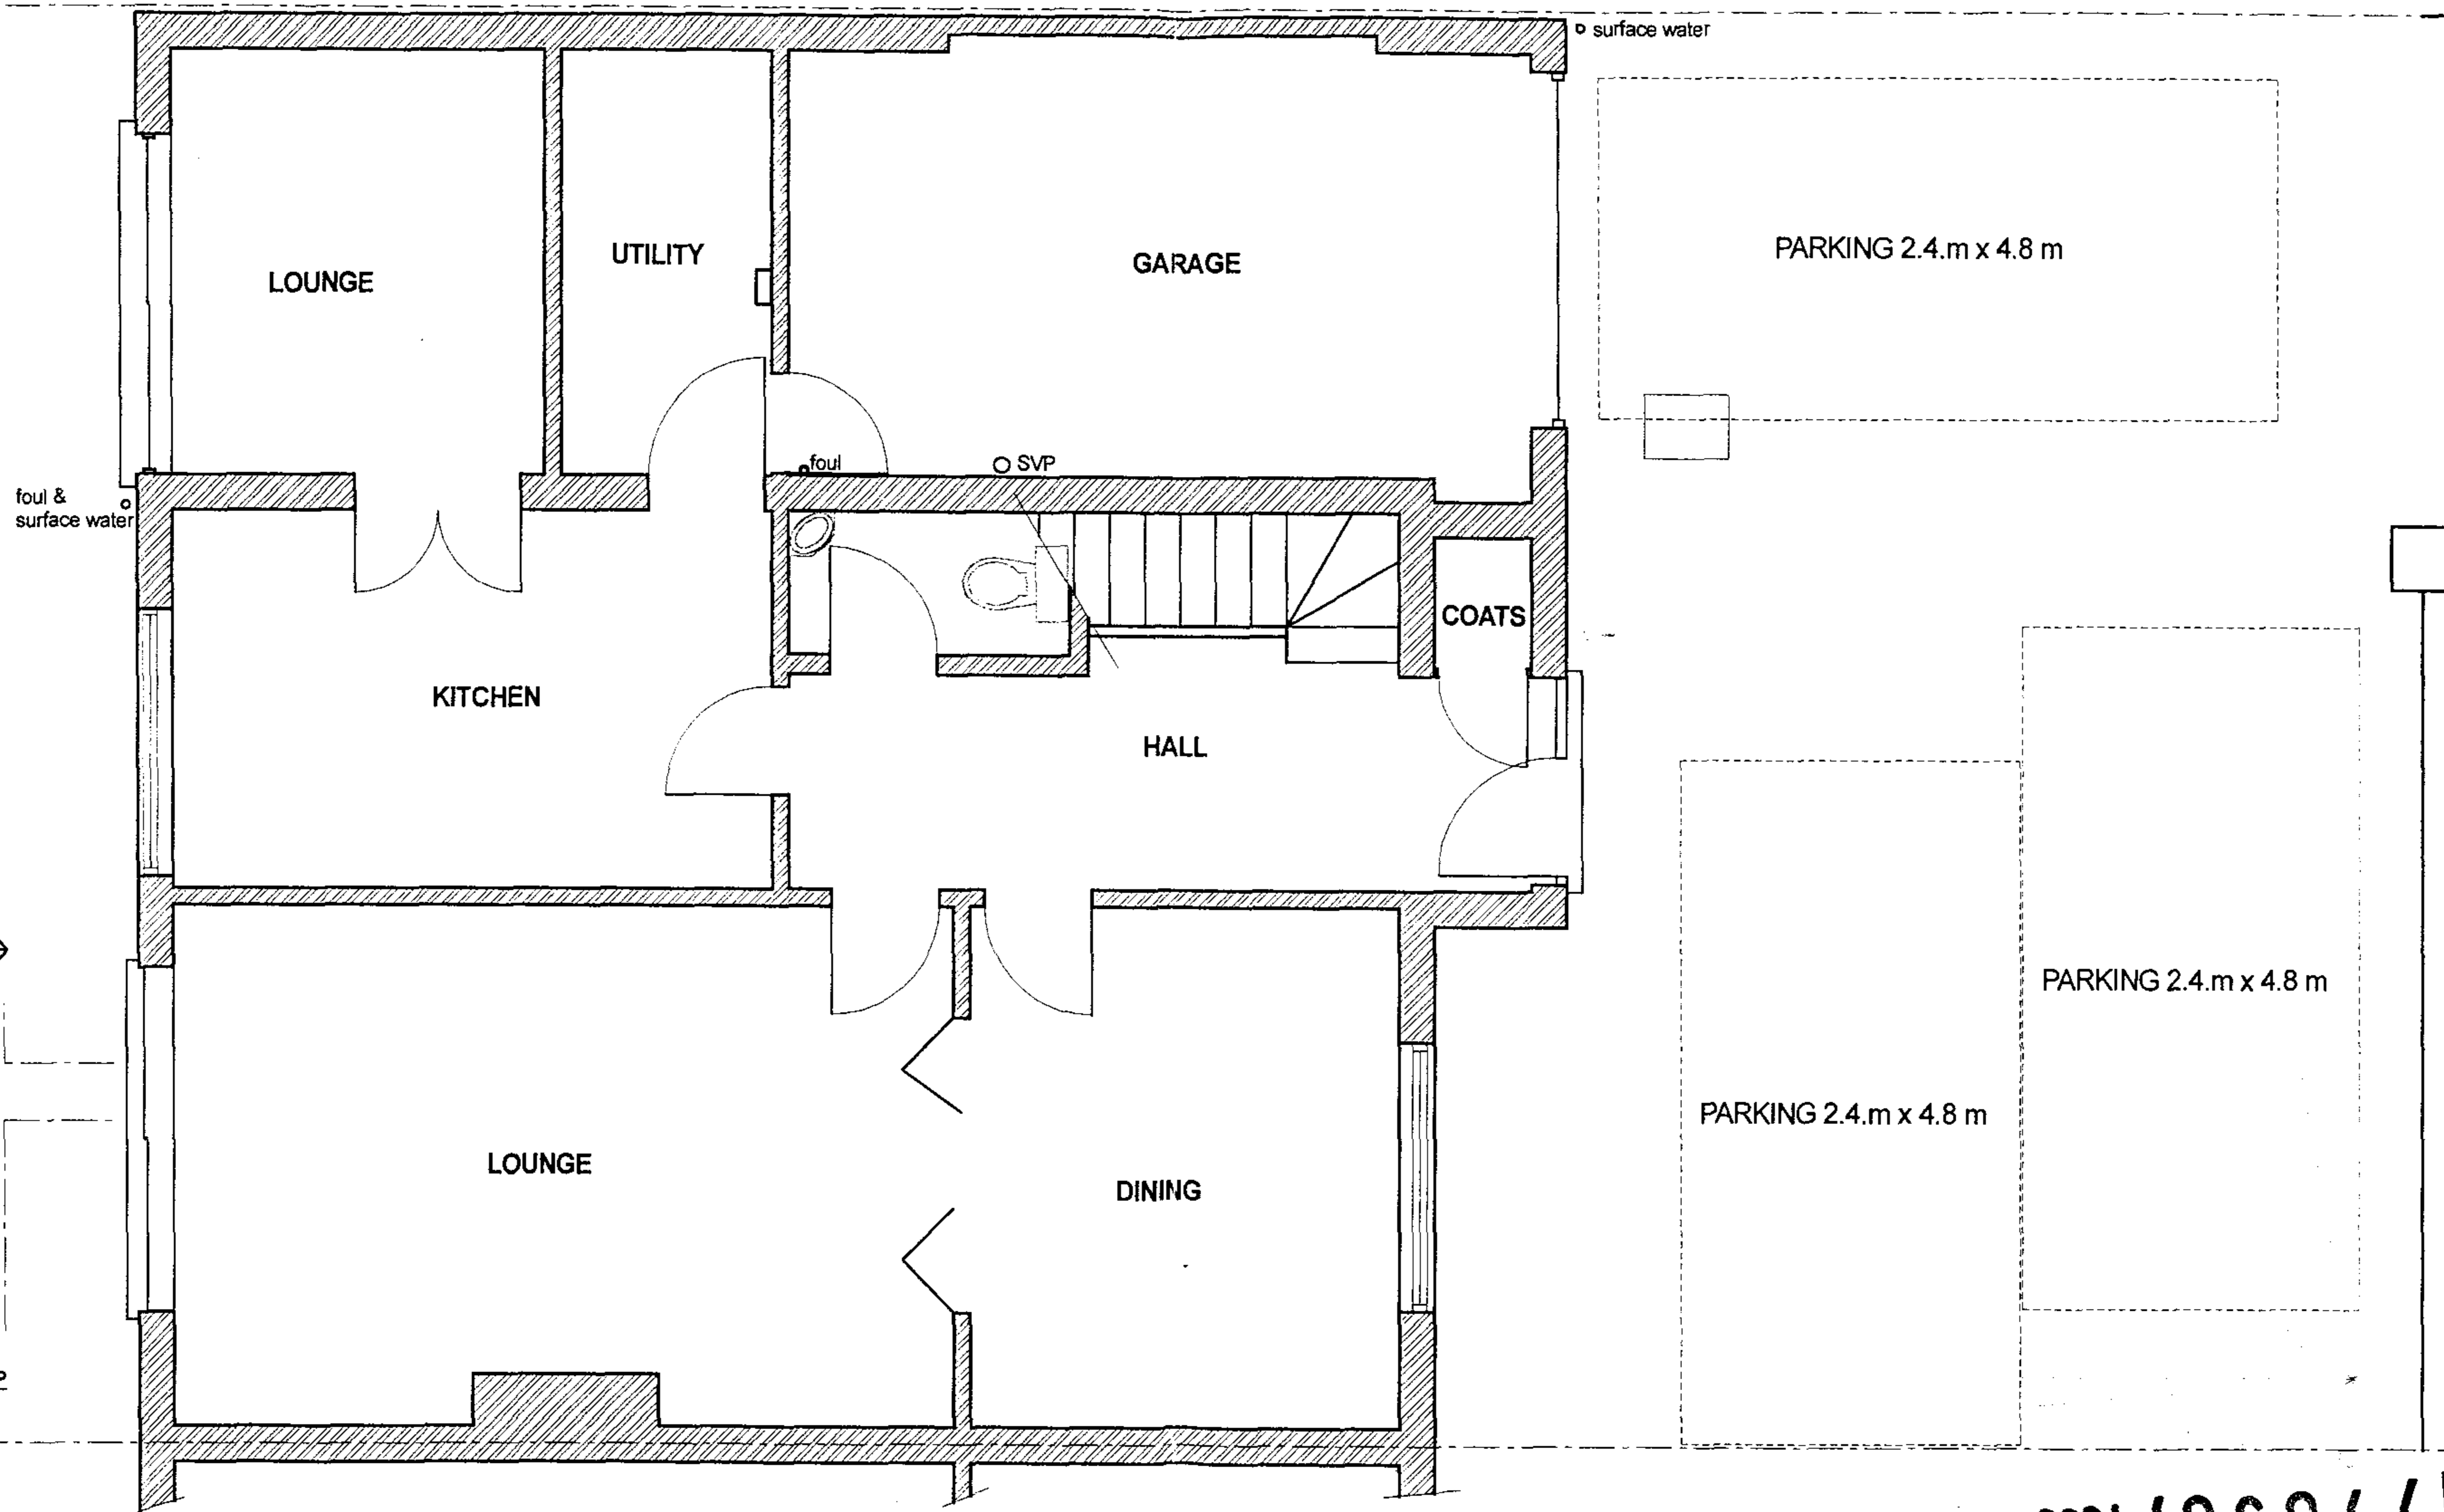 surface water
LOUNGE
UTILITY
GARAGE
PARKING 2.4.m x 4.8 m
foul
SVP
foul &
surface water
COATS
KITCHEN
HALL
PARKING 2.4.m x 4.8 m
PARKING 2.4.m x 4.8 m
LOUNGE
DINING